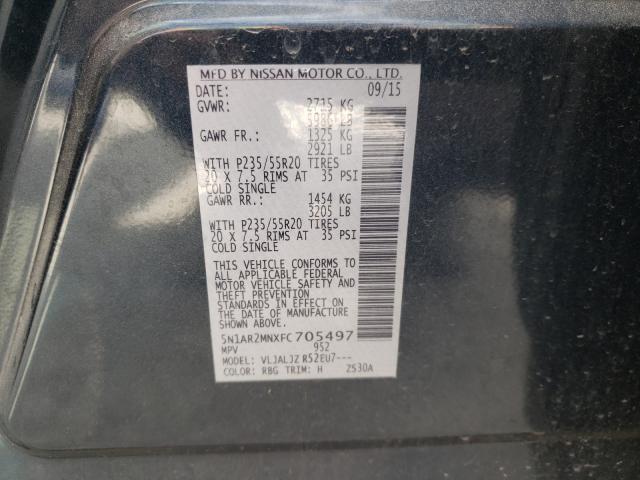 MFD BY NISSAN MOTOR CO., LTD.
DATE: 09/15
GVWR: 2715 KG
5986 LB
GAWR FR.: 1325 KG
2921 LB
WITH P235/55R20 TIRES
20 X 7.5 RIMS AT 35 PSI
COLD SINGLE
GAWR RR.: 1454 KG
3205 LB
WITH P235/55R20 TIRES
20 X 7.5 RIMS AT 35 PSI
COLD SINGLE
THIS VEHICLE CONFORMS TO
ALL APPLICABLE FEDERAL
MOTOR VEHICLE SAFETY AND
THEFT PREVENTION
STANDARDS IN EFFECT ON
THE DATE OF MANUFACTURE
SHOWN ABOVE.
5N1AR2MNXFC705497
MPV 952
MODEL: VLJALJZ R52EU7---
COLOR: RBG TRIM: H 2S30A